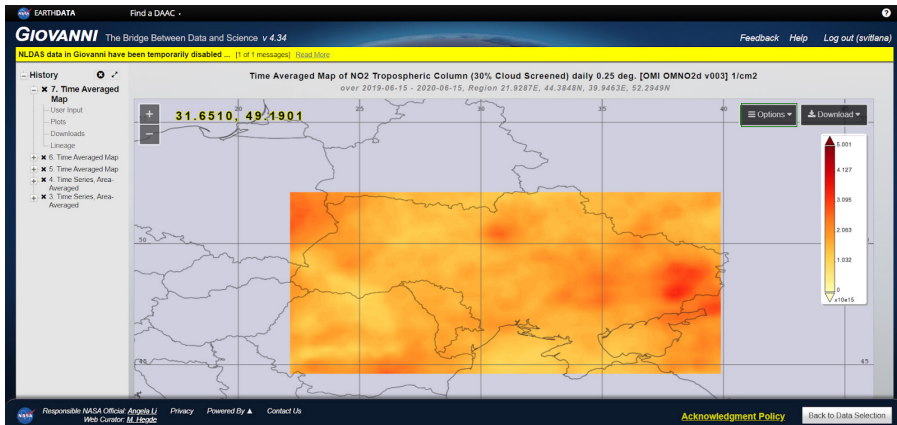 EARTHDATA Find a DAAC
GIOVANNI The Bridge Between Data and Science v 4.34 Feedback Help Log out (svitlana)
NLDAS data in Giovanni have been temporarily disabled ... [1 of 1 messages] Read More
History
7. Time Averaged Map
User Input
Plots
Downloads
Lineage
6. Time Averaged Map
5. Time Averaged Map
4. Time Series, Area-Averaged
3. Time Series, Area-Averaged
Time Averaged Map of NO2 Tropospheric Column (30% Cloud Screened) daily 0.25 deg. [OMI OMNO2d v003] 1/cm2
over 2019-06-15 - 2020-06-15, Region 21.9287E, 44.3848N, 39.9463E, 52.2949N
+
−
31.6510, 49.1901
20 25 30 35 40
Options Download
5.001
4.127
3.095
2.063
1.032
0
x10e15
50
45 45
NASA
Responsible NASA Official: Angela Li Privacy Powered By ▲ Contact Us
Web Curator: M. Hegde
Acknowledgment Policy Back to Data Selection